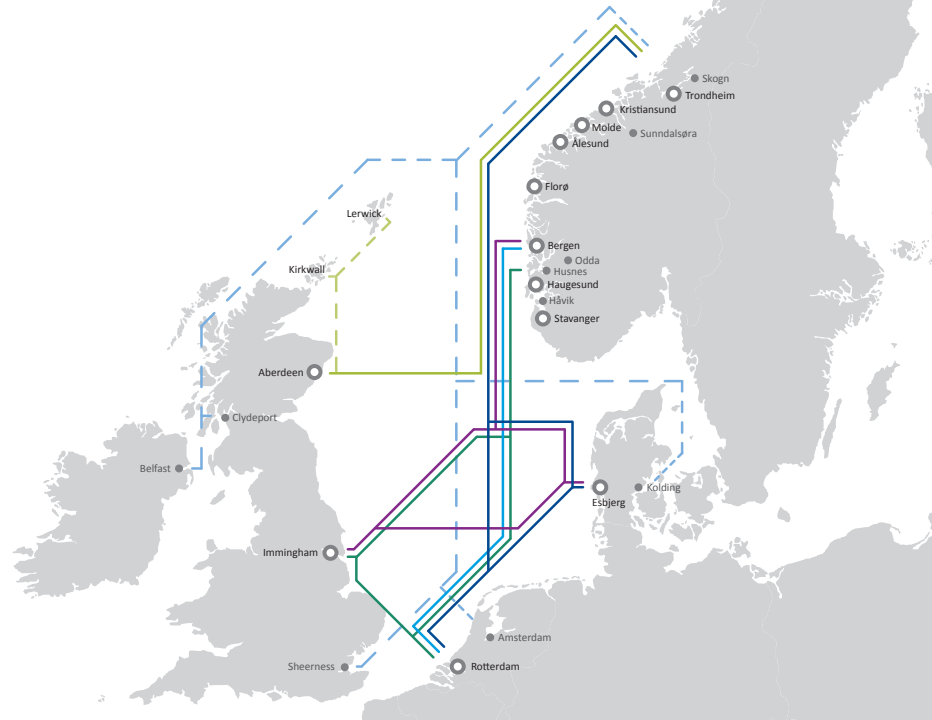 Skogn
Trondheim
Kristiansund
Molde
Sunndalsøra
Ålesund
Florø
Lerwick
Bergen
Odda
Kirkwall
Husnes
Haugesund
Håvik
Stavanger
Aberdeen
Clydeport
Belfast
Kolding
Esbjerg
Immingham
Amsterdam
Sheerness
Rotterdam